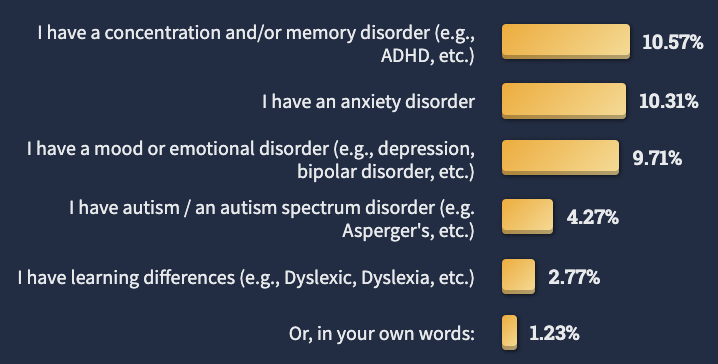 I have a concentration and/or memory disorder (e.g.,
ADHD, etc.)
10.57%
I have an anxiety disorder
10.31%
I have a mood or emotional disorder (e.g., depression,
bipolar disorder, etc.)
9.71%
I have autism / an autism spectrum disorder (e.g.
Asperger's, etc.)
4.27%
I have learning differences (e.g., Dyslexic, Dyslexia, etc.)
2.77%
Or, in your own words:
1.23%